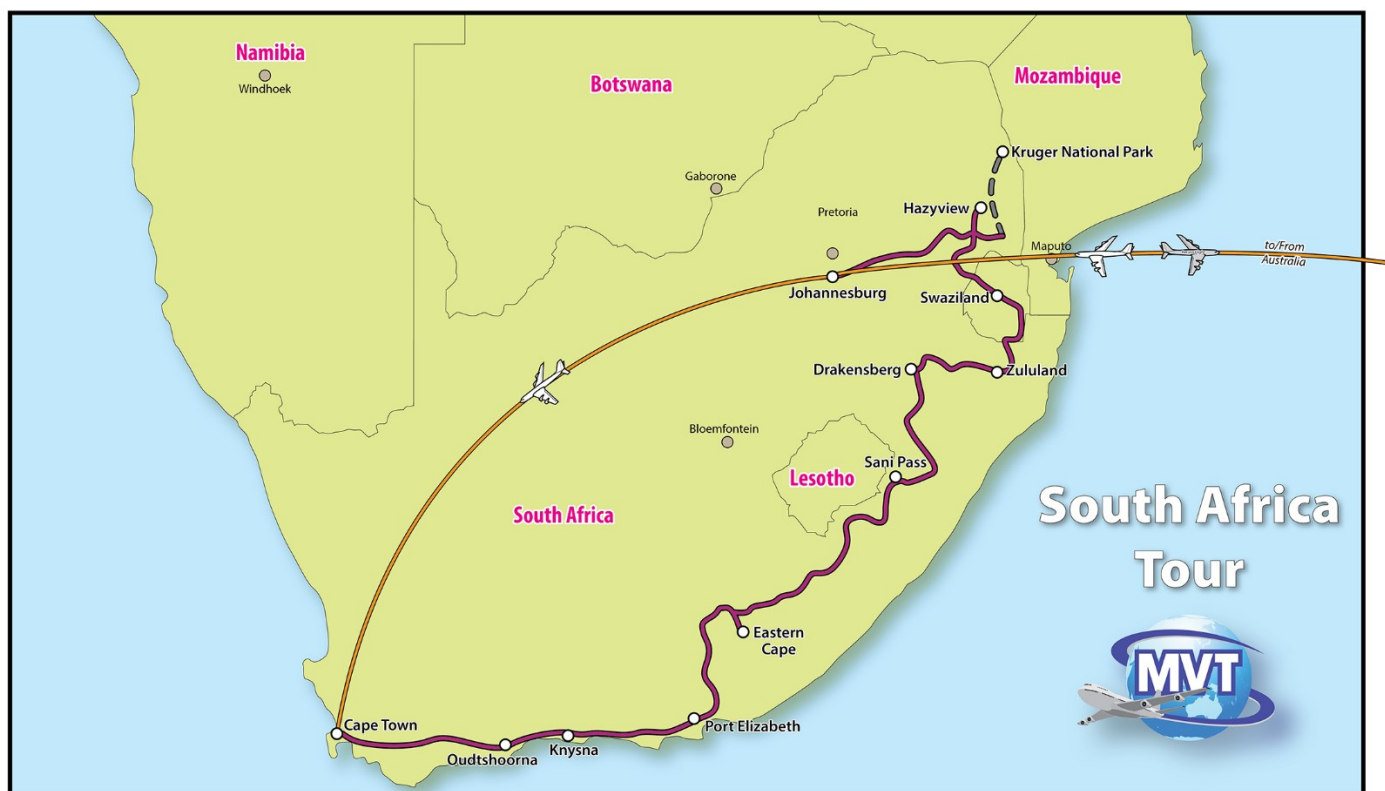 Namibia
Windhoek
Botswana
Mozambique
Kruger National Park
Gaborone
Hazyview
Pretoria
Maputo
to/From
Australia
Johannesburg
Swaziland
Drakensberg
Zululand
Bloemfontein
Sani Pass
Lesotho
South Africa
South Africa
Tour
Eastern
Cape
MVT
Cape Town
Port Elizabeth
Knysna
Oudtshoorna